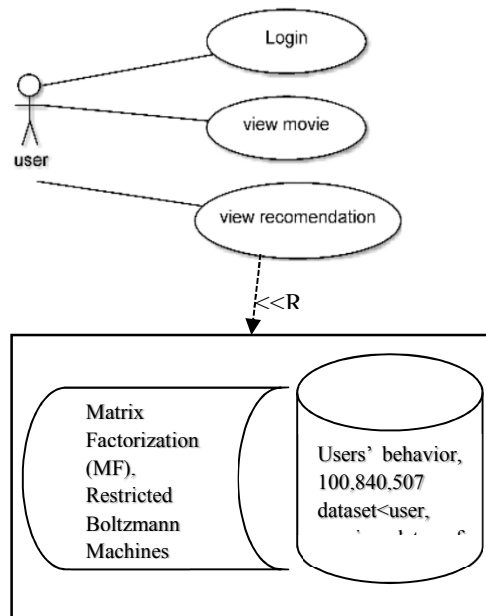 Login
view movie
user
view recomendation
<<R
Matrix
Factorization
(MF),
Restricted
Boltzmann
Machines
Users’ behavior,
100,840,507
dataset<user,